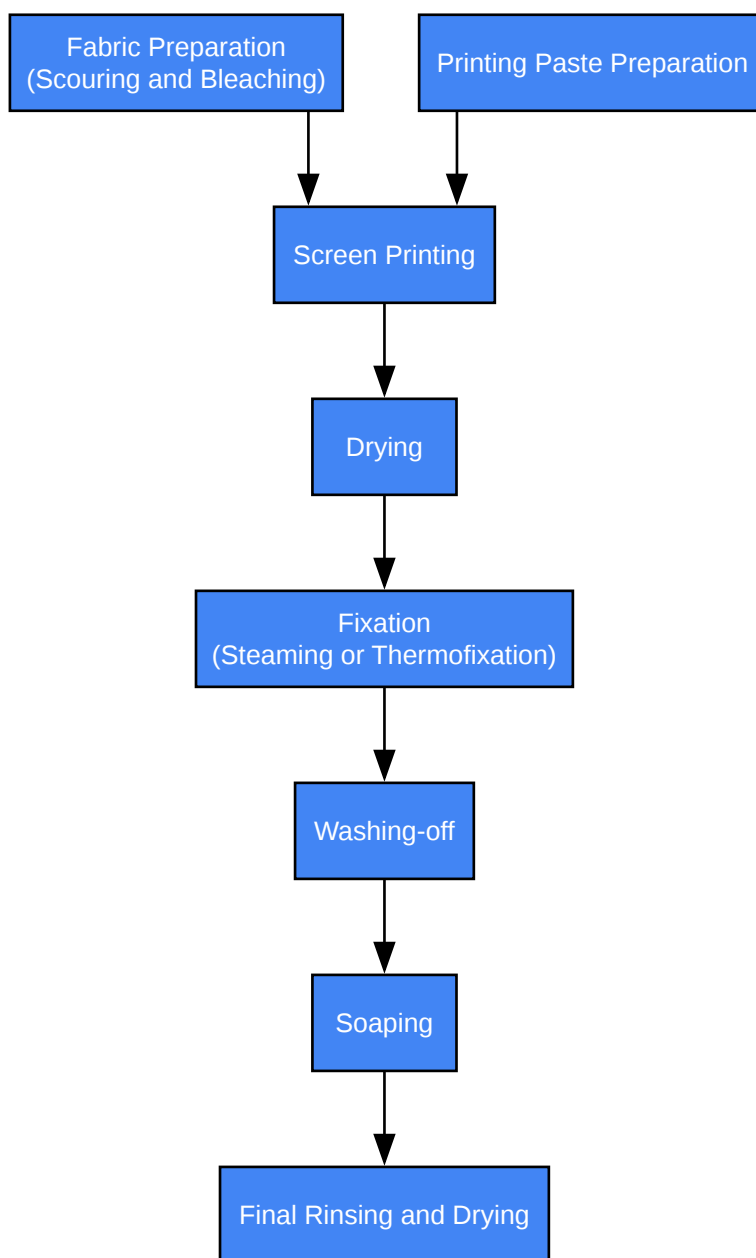 Fabric Preparation
(Scouring and Bleaching)
Printing Paste Preparation
Screen Printing
Drying
Fixation
(Steaming or Thermofixation)
Washing-off
Soaping
Final Rinsing and Drying